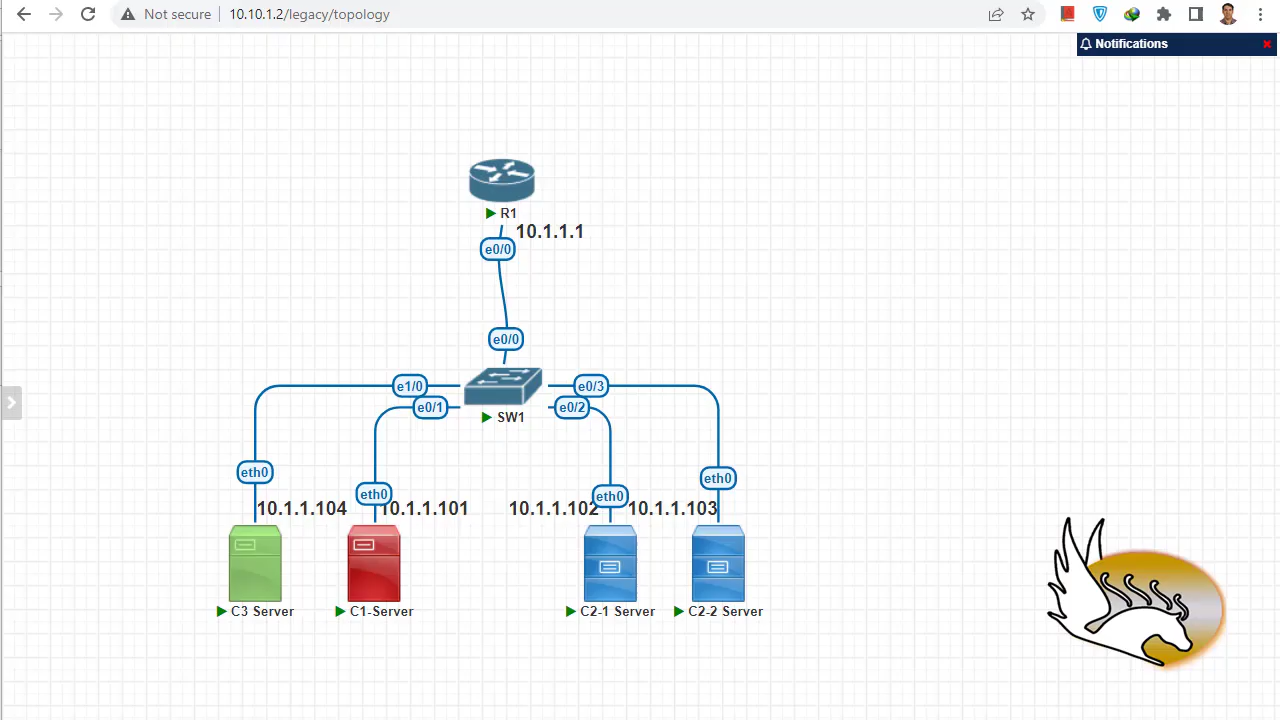 Not secure
10.10.1.2/legacy/topology
Notifications
R1
10.1.1.1
e0/0
e0/0
e1/0
e0/3
e0/1
e0/2
SW1
eth0
eth0
eth0
eth0
10.1.1.104
10.1.1.101
10.1.1.102
10.1.1.103
C3 Server
C1-Server
C2-1 Server
C2-2 Server